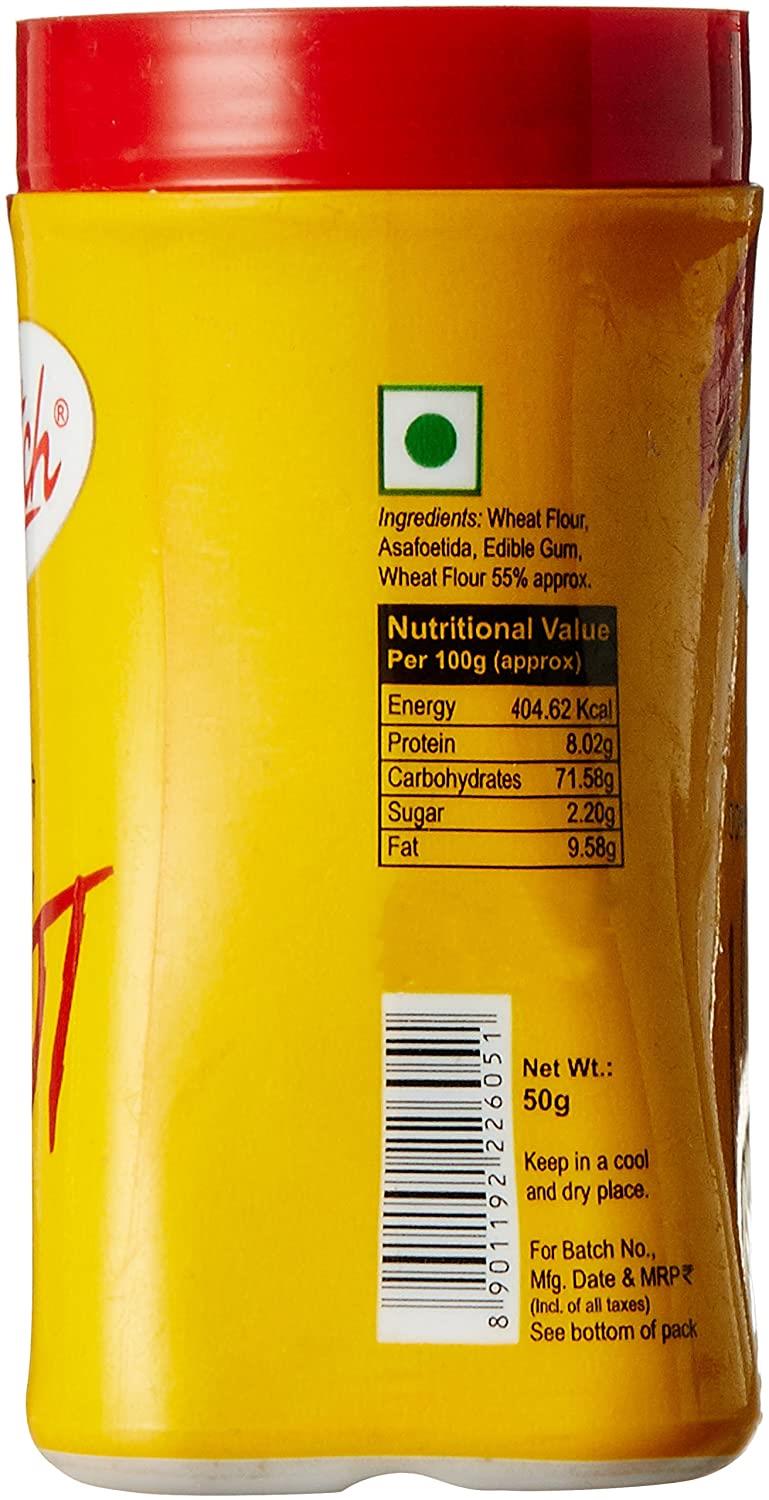 tch®
Ingredients: Wheat Flour,
Asafoetida, Edible Gum,
Wheat Flour 55% approx.
Nutritional Value
Per 100g (approx)
Energy 404.62 Kcal
Protein 8.02g
Carbohydrates 71.58g
Sugar 2.20g
Fat 9.58g
8 901192 226051
Net Wt.:
50g
Keep in a cool
and dry place.
For Batch No.,
Mfg. Date & MRP₹
(Incl. of all taxes)
See bottom of pack